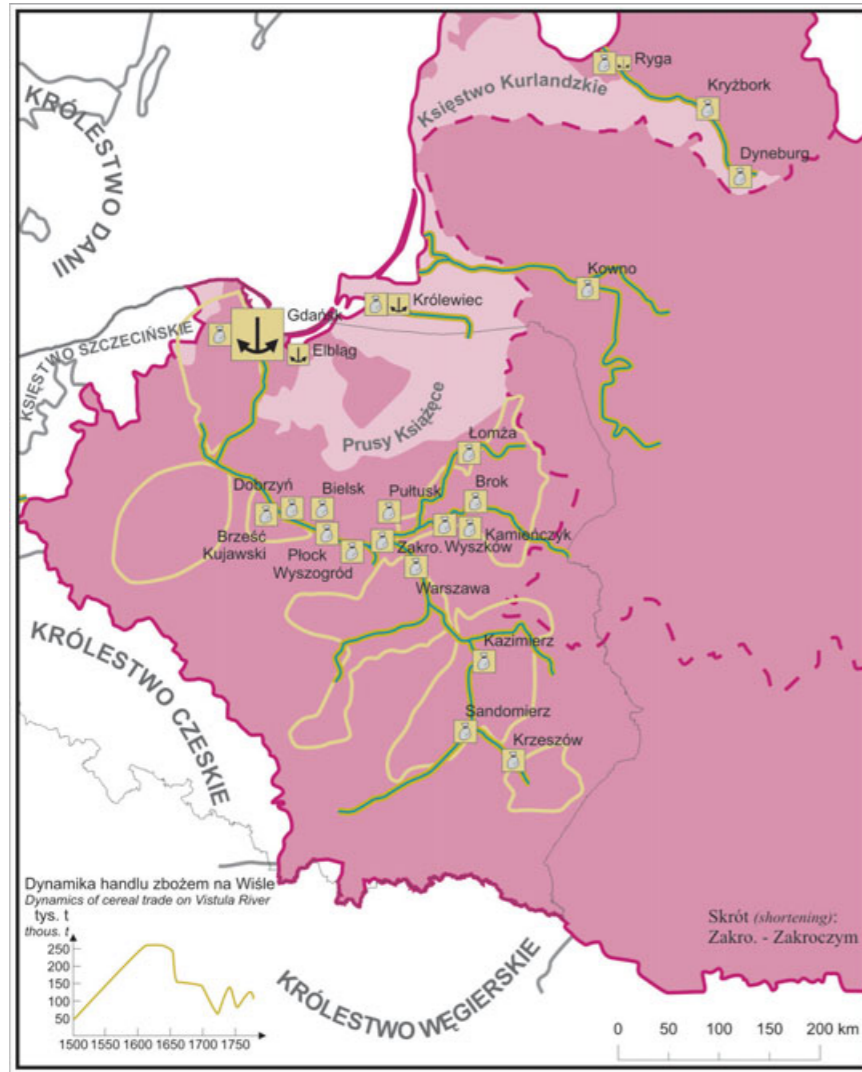 Ryga
Księstwo Kurlandzkie
Kryżbork
Dyneburg
KRÓLESTWO DANII
Kowno
Królewiec
Gdańsk
KSIĘSTWO SZCZECIŃSKIE
Elbląg
Prusy Książęce
Łomża
Dobrzyń
Bielsk
Pułtusk
Brok
Brześć
Kujawski
Płock
Zakro.
Wyszków
Kamieńczyk
Wyszogród
Warszawa
KRÓLESTWO CZESKIE
Kazimierz
Sandomierz
Krzeszów
Dynamika handlu zbożem na Wiśle
Dynamics of cereal trade on Vistula River
tys. t
thous. t
250
200
150
100
50
1500 1550 1600 1650 1700 1750
KRÓLESTWO WĘGIERSKIE
Skrót (shortening):
Zakro. - Zakroczym
0 50 100 150 200 km